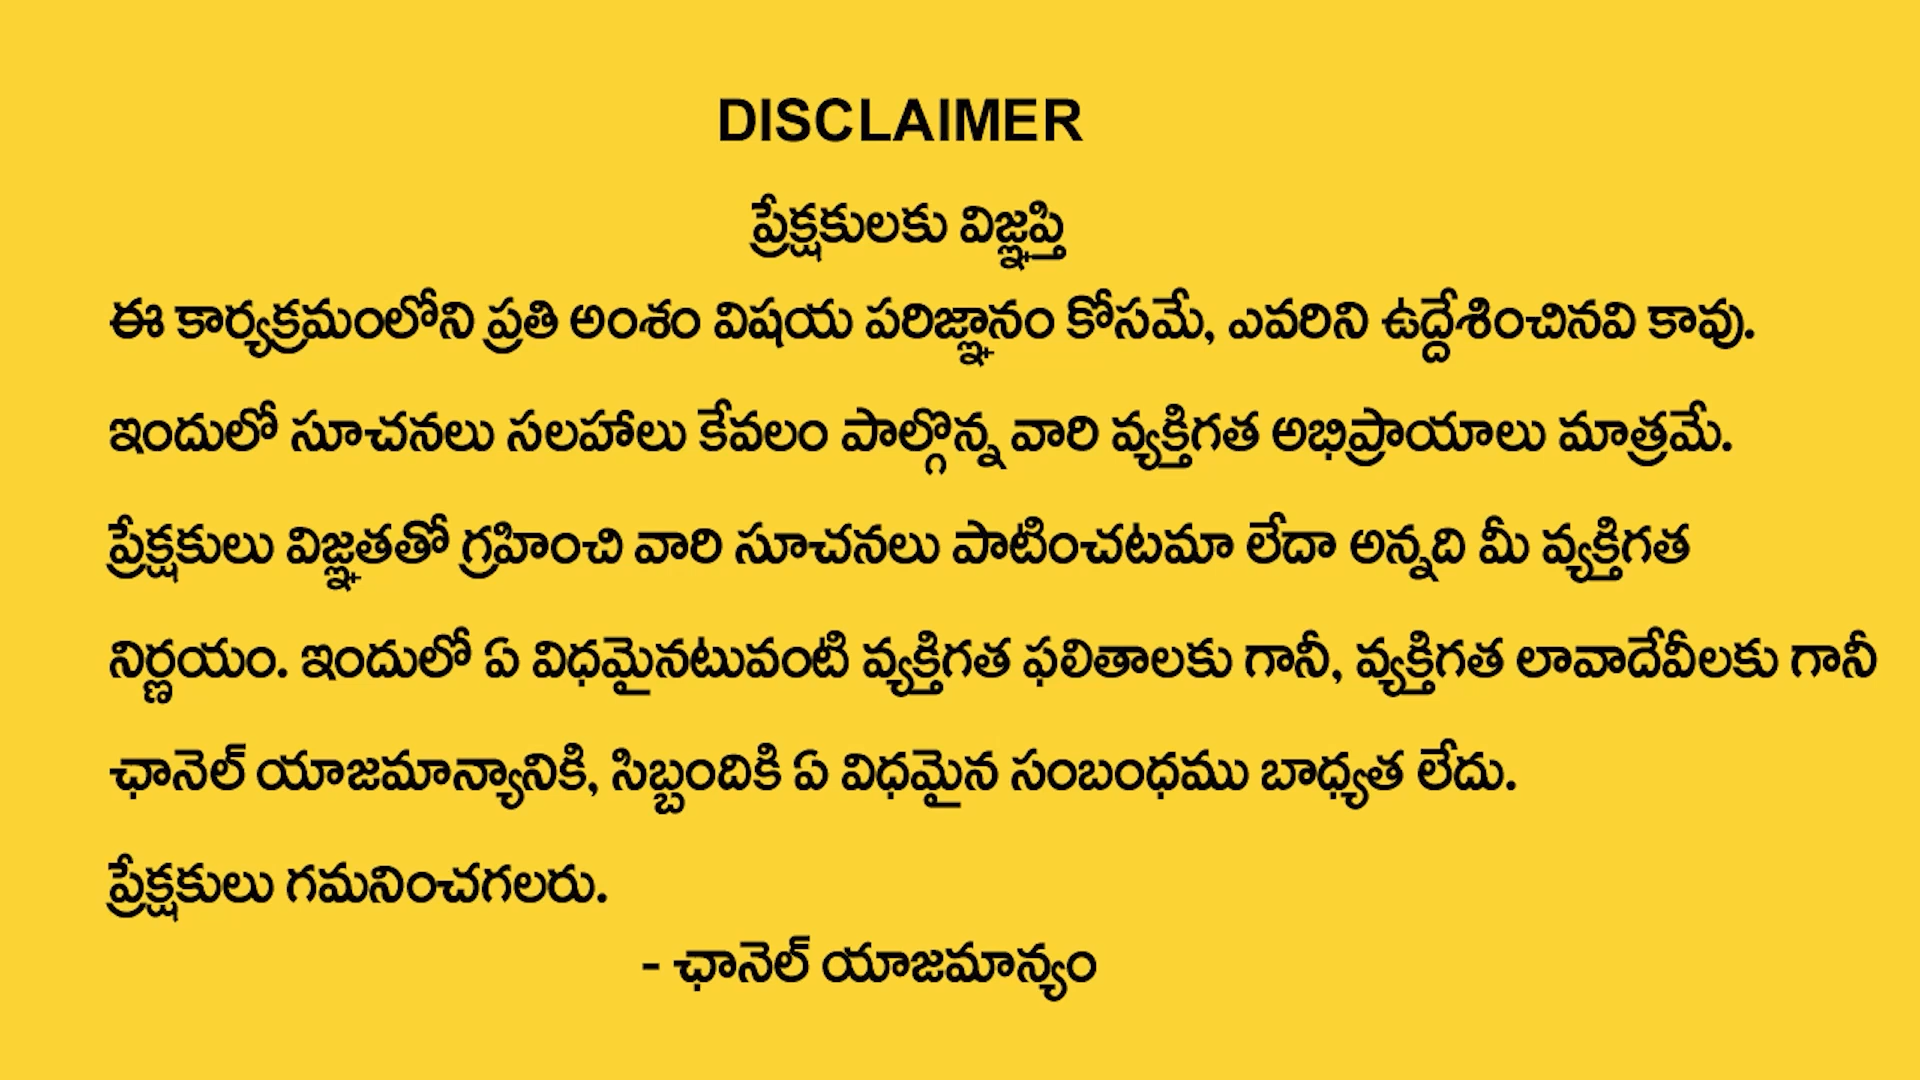 DISCLAIMER
ప్రేక్షకులకు విజ్ఞప్తి
ఈ కార్యక్రమంలోని ప్రతి అంశం విషయ పరిజ్ఞానం కోసమే, ఎవరిని ఉద్దేశించినవి కావు.
ఇందులో సూచనలు సలహాలు కేవలం పాల్గొన్న వారి వ్యక్తిగత అభిప్రాయాలు మాత్రమే.
ప్రేక్షకులు విజ్ఞతతో గ్రహించి వారి సూచనలు పాటించటమా లేదా అన్నది మీ వ్యక్తిగత
నిర్ణయం. ఇందులో ఏ విధమైనటువంటి వ్యక్తిగత ఫలితాలకు గానీ, వ్యక్తిగత లావాదేవీలకు గానీ
ఛానెల్ యాజమాన్యానికి, సిబ్బందికి ఏ విధమైన సంబంధము బాధ్యత లేదు.
ప్రేక్షకులు గమనించగలరు.
- ఛానెల్ యాజమాన్యం